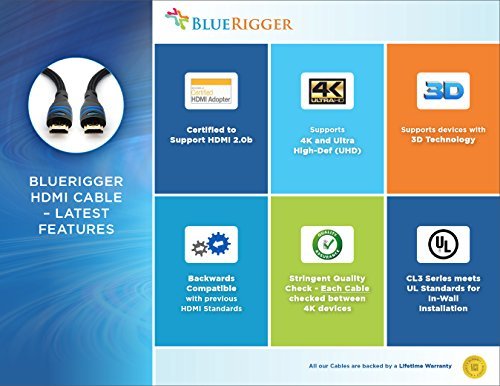 BLUERIGGER
BLUERIGGER
HDMI CABLE
– LATEST
FEATURES
Certified
HDMI Adopter
Certified to
Support HDMI 2.0b
4K
ULTRA HD
Supports
4K and Ultra
High-Def (UHD)
3D
Supports devices with
3D Technology
Backwards
Compatible
with previous
HDMI Standards
QUALITY
ASSURANCE
Stringent Quality
Check - Each Cable
checked between
4K devices
UL
CL3 Series meets
UL Standards for
In-Wall
Installation
All our Cables are backed by a Lifetime Warranty